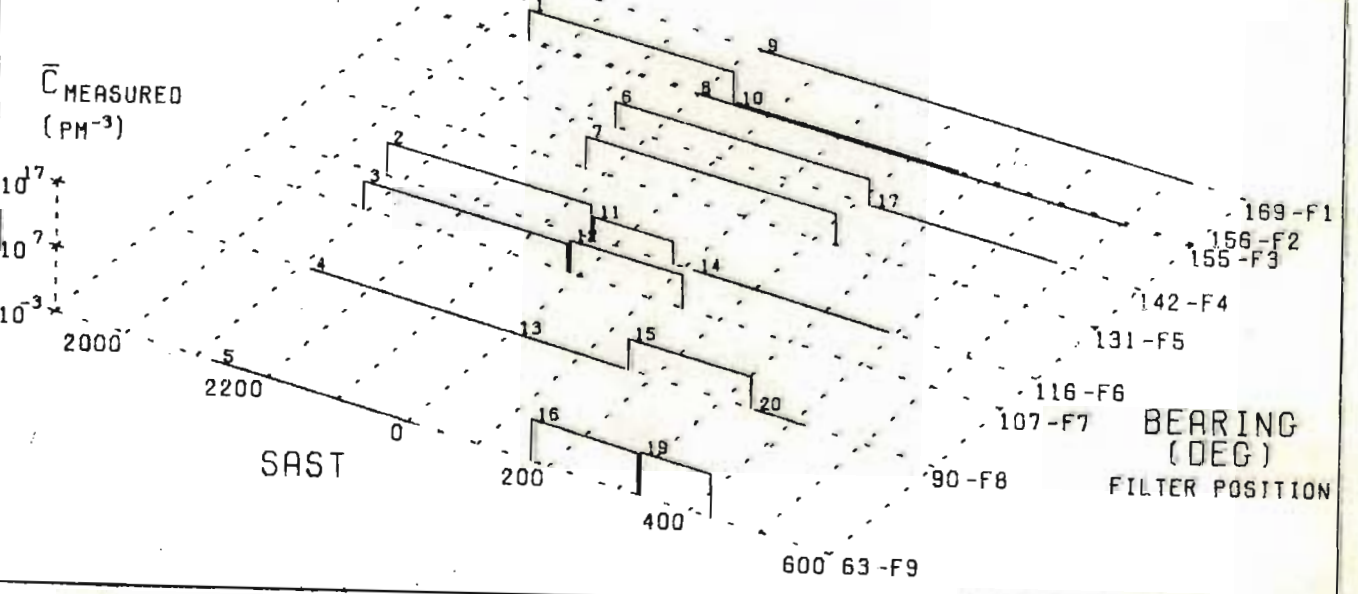 1
9
C̅ MEASURED
(PM⁻³)
8 10
6
7
2
17
10¹⁷
3
11
169-F1
12
156-F2
10⁷
155-F3
14
4
142-F4
10⁻³
13
15
2000
131-F5
5
2200
116-F6
20
16
107-F7
BEARING
0
(DEG)
19
SAST
200
90-F8
FILTER POSITION
400
600 63-F9